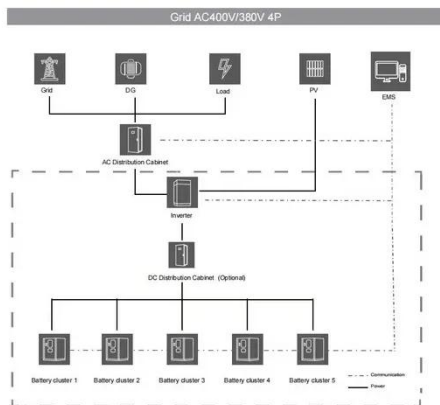 Grid AC400V/380V 4P
Grid
DG
Load
PV
EMS
AC Distribution Cabinet
Inverter
DC Distribution Cabinet (Optional)
Battery cluster 1
Battery cluster 2
Battery cluster 3
Battery cluster 4
Battery cluster 5
Communication
Power